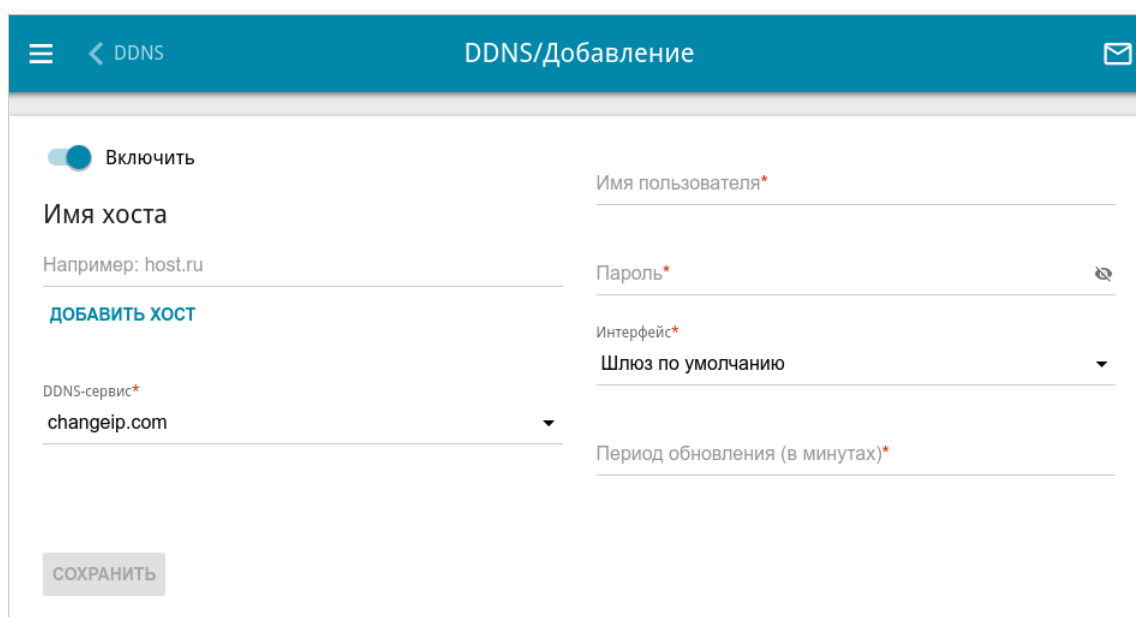 DDNS
DDNS/Добавление
Включить
Имя хоста
Например: host.ru
ДОБАВИТЬ ХОСТ
DDNS-сервис*
changeip.com
Имя пользователя*
Пароль*
Интерфейс*
Шлюз по умолчанию
Период обновления (в минутах)*
СОХРАНИТЬ